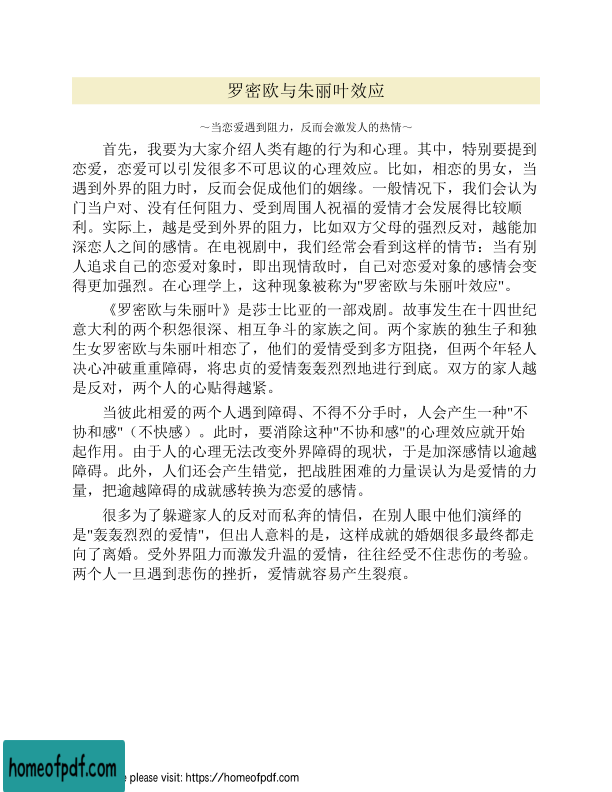 罗密欧与朱丽叶效应
～当恋爱遇到阻力，反而会激发人的热情～
首先，我要为大家介绍人类有趣的行为和心理。其中，特别要提到
恋爱，恋爱可以引发很多不可思议的心理效应。比如，相恋的男女，当
遇到外界的阻力时，反而会促成他们的姻缘。一般情况下，我们会认为
门当户对、没有任何阻力、受到周围人祝福的爱情才会发展得比较顺
利。实际上，越是受到外界的阻力，比如双方父母的强烈反对，越能加
深恋人之间的感情。在电视剧中，我们经常会看到这样的情节：当有别
人追求自己的恋爱对象时，即出现情敌时，自己对恋爱对象的感情会变
得更加强烈。在心理学上，这种现象被称为"罗密欧与朱丽叶效应"。
《罗密欧与朱丽叶》是莎士比亚的一部戏剧。故事发生在十四世纪
意大利的两个积怨很深、相互争斗的家族之间。两个家族的独生子和独
生女罗密欧与朱丽叶相恋了，他们的爱情受到多方阻挠，但两个年轻人
决心冲破重重障碍，将忠贞的爱情轰轰烈烈地进行到底。双方的家人越
是反对，两个人的心贴得越紧。
当彼此相爱的两个人遇到障碍、不得不分手时，人会产生一种"不
协和感"（不快感）。此时，要消除这种"不协和感"的心理效应就开始
起作用。由于人的心理无法改变外界障碍的现状，于是加深感情以逾越
障碍。此外，人们还会产生错觉，把战胜困难的力量误认为是爱情的力
量，把逾越障碍的成就感转换为恋爱的感情。
很多为了躲避家人的反对而私奔的情侣，在别人眼中他们演绎的
是"轰轰烈烈的爱情"，但出人意料的是，这样成就的婚姻很多最终都走
向了离婚。受外界阻力而激发升温的爱情，往往经受不住悲伤的考验。
两个人一旦遇到悲伤的挫折，爱情就容易产生裂痕。
homeofpdf.com
e please visit: https://homeofpdf.com